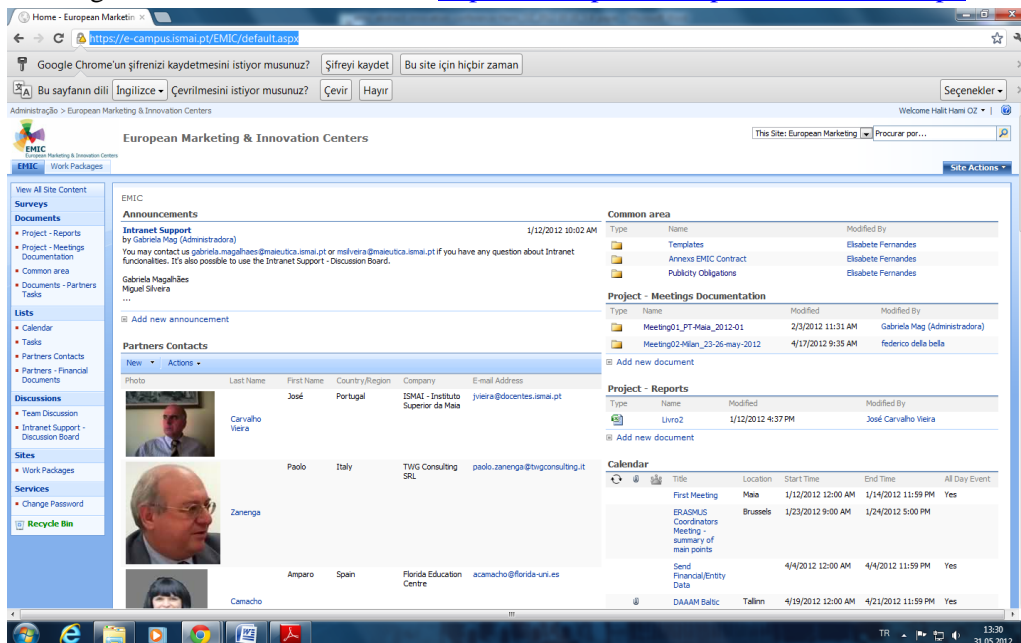 Home - European Marketin
https://e-campus.ismai.pt/EMIC/default.aspx
Google Chrome'un şifrenizi kaydetmesini istiyor musunuz? Şifreyi kaydet Bu site için hiçbir zaman
Bu sayfanın dili İngilizce Çevrilmesini istiyor musunuz? Çevir Hayır Seçenekler
Administração > European Marketing & Innovation Centers Welcome Halit Hami OZ
EMIC
European Marketing & Innovation Centers
European Marketing & Innovation Centers
This Site: European Marketing Procurar por...
EMIC Work Packages Site Actions
View All Site Content
Surveys
Documents
Project - Reports
Project - Meetings
Documentation
Common area
Documents - Partners
Tasks
Lists
Calendar
Tasks
Partners Contacts
Partners - Financial
Documents
Discussions
Team Discussion
Intranet Support -
Discussion Board
Sites
Work Packages
Services
Change Password
Recycle Bin
EMIC
Announcements
Intranet Support 1/12/2012 10:02 AM
by Gabriela Mag (Administradora)
You may contact us gabriela.magalhaes@maieutica.ismai.pt or msilveira@maieutica.ismai.pt if you have any question about Intranet
funcionalities. It's also possible to use the Intranet Support - Discussion Board.
Gabriela Magalhães
Miguel Silveira
...
Add new announcement
Partners Contacts
New Actions
Photo Last Name First Name Country/Region Company E-mail Address
José Portugal ISMAI - Instituto jvieira@docentes.ismai.pt
Superior da Maia
Carvalho
Vieira
Paolo Italy TWG Consulting paolo.zanenga@twgconsulting.it
SRL
Zanenga
Amparo Spain Florida Education acamacho@florida-uni.es
Centre
Camacho
Common area
Type Name Modified By
Templates Elisabete Fernandes
Annexs EMIC Contract Elisabete Fernandes
Publicity Obligations Elisabete Fernandes
Project - Meetings Documentation
Type Name Modified Modified By
Meeting01_PT-Maia_2012-01 2/3/2012 11:31 AM Gabriela Mag (Administradora)
Meeting02-Milan_23-26-may-2012 4/17/2012 9:35 AM federico della bella
Add new document
Project - Reports
Type Name Modified Modified By
Livro2 1/12/2012 4:37 PM José Carvalho Vieira
Add new document
Calendar
Title Location Start Time End Time All Day Event
First Meeting Maia 1/12/2012 12:00 AM 1/14/2012 11:59 PM Yes
ERASMUS Brussels 1/23/2012 9:00 AM 1/24/2012 5:00 PM
Coordinators
Meeting -
summary of
main points
Send 4/4/2012 12:00 AM 4/4/2012 11:59 PM Yes
Financial/Entity
Data
DAAAM Baltic Tallinn 4/19/2012 12:00 AM 4/21/2012 11:59 PM Yes
TR 13:30
31.05.2012